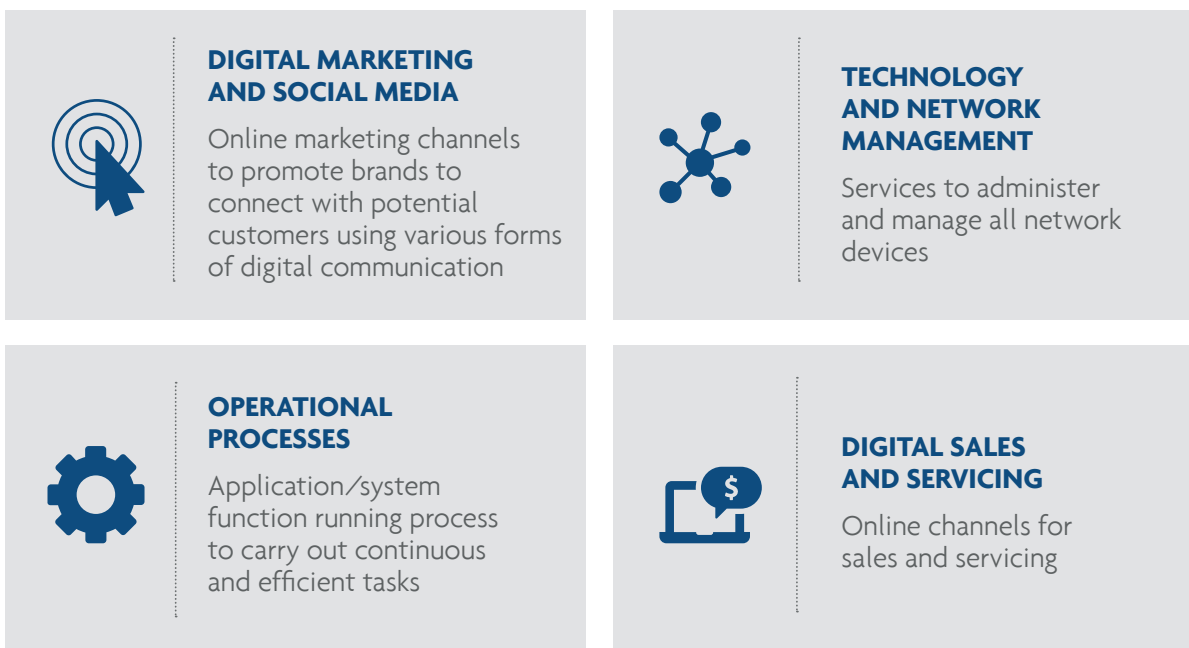 DIGITAL MARKETING
AND SOCIAL MEDIA
Online marketing channels
to promote brands to
connect with potential
customers using various forms
of digital communication
TECHNOLOGY
AND NETWORK
MANAGEMENT
Services to administer
and manage all network
devices
OPERATIONAL
PROCESSES
Application/system
function running process
to carry out continuous
and efficient tasks
$
DIGITAL SALES
AND SERVICING
Online channels for
sales and servicing